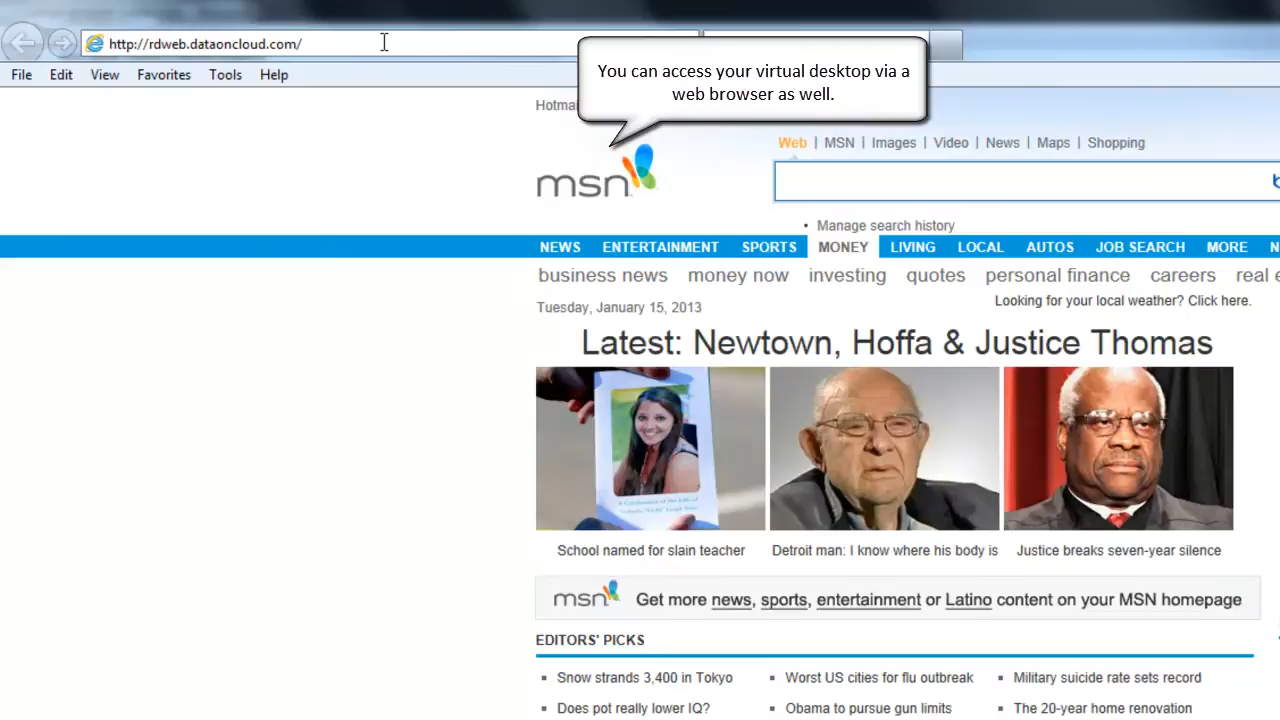 http://rdweb.dataoncloud.com/
File Edit View Favorites Tools Help
You can access your virtual desktop via a
web browser as well.
Web | MSN | Images | Video | News | Maps | Shopping
msn
Manage search history
NEWS ENTERTAINMENT SPORTS MONEY LIVING LOCAL AUTOS JOB SEARCH MORE
business news money now investing quotes personal finance careers real
Tuesday, January 15, 2013
Looking for your local weather? Click here.
Latest: Newtown, Hoffa & Justice Thomas
School named for slain teacher
Detroit man: I know where his body is
Justice breaks seven-year silence
msn Get more news, sports, entertainment or Latino content on your MSN homepage
EDITORS' PICKS
Snow strands 3,400 in Tokyo
Worst US cities for flu outbreak
Military suicide rate sets record
Does pot really lower IQ?
Obama to pursue gun limits
The 20-year home renovation